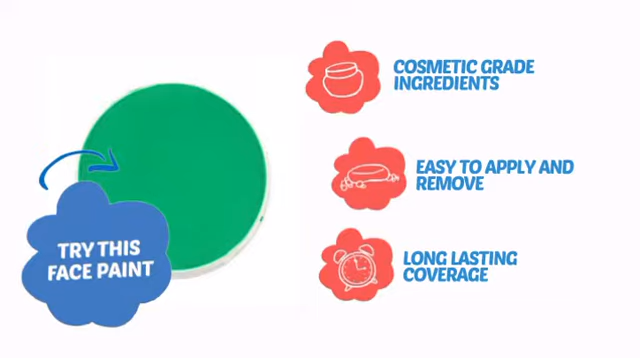 COSMETIC GRADE
INGREDIENTS
EASY TO APPLY AND
REMOVE
TRY THIS
FACE PAINT
LONG LASTING
COVERAGE